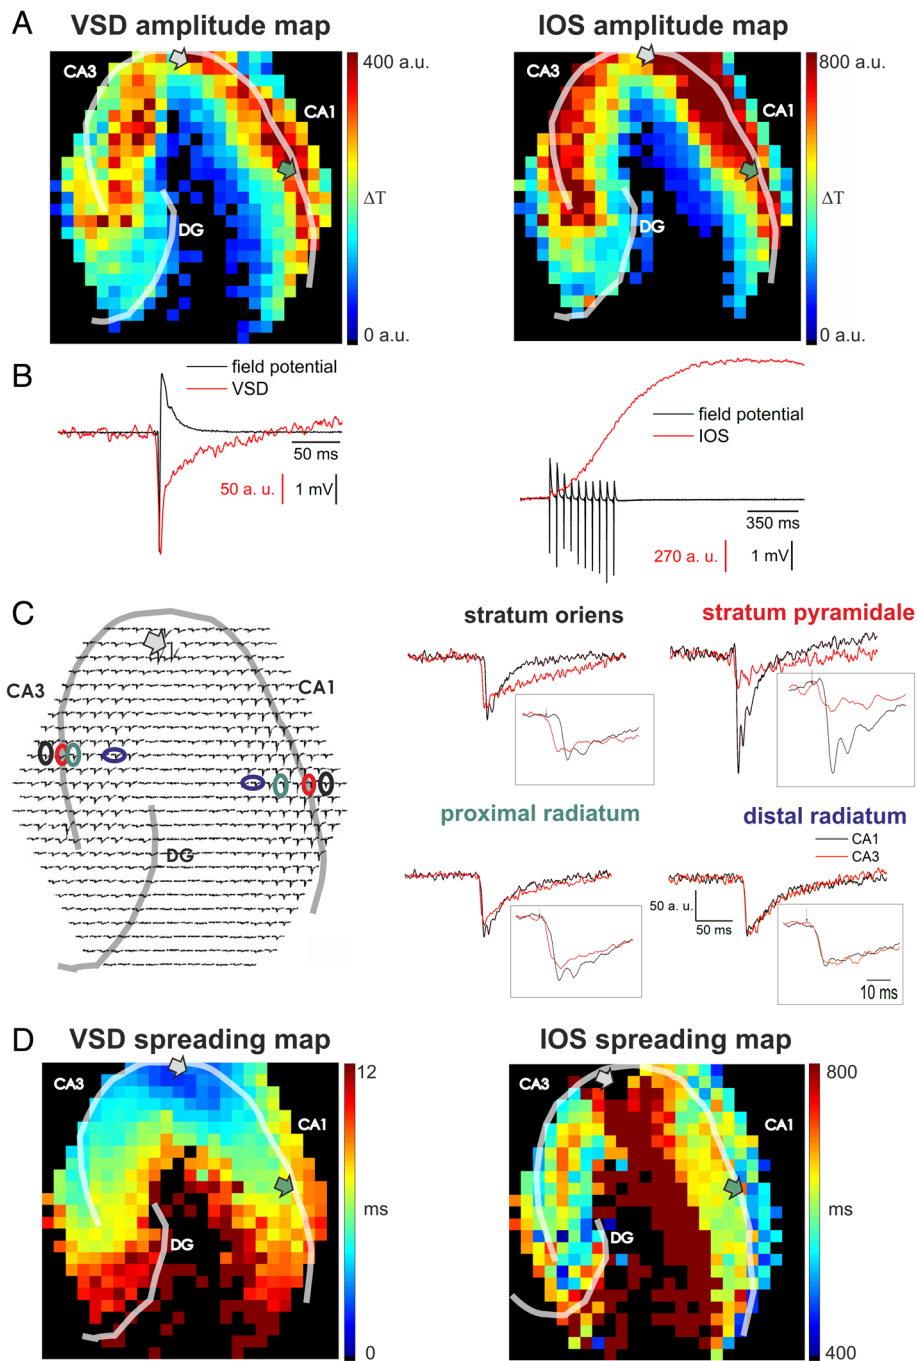 A
VSD amplitude map
IOS amplitude map
CA3
CA1
DG
400 a.u.
ΔT
0 a.u.
CA3
CA1
DG
800 a.u.
ΔT
0 a.u.
B
field potential
VSD
50 ms
50 a. u.
1 mV
field potential
IOS
350 ms
270 a. u.
1 mV
C
CA3
CA1
DG
stratum oriens
stratum pyramidale
proximal radiatum
distal radiatum
CA1
CA3
50 a. u.
50 ms
10 ms
D
VSD spreading map
IOS spreading map
CA3
CA1
DG
12
ms
0
CA3
CA1
DG
800
ms
400